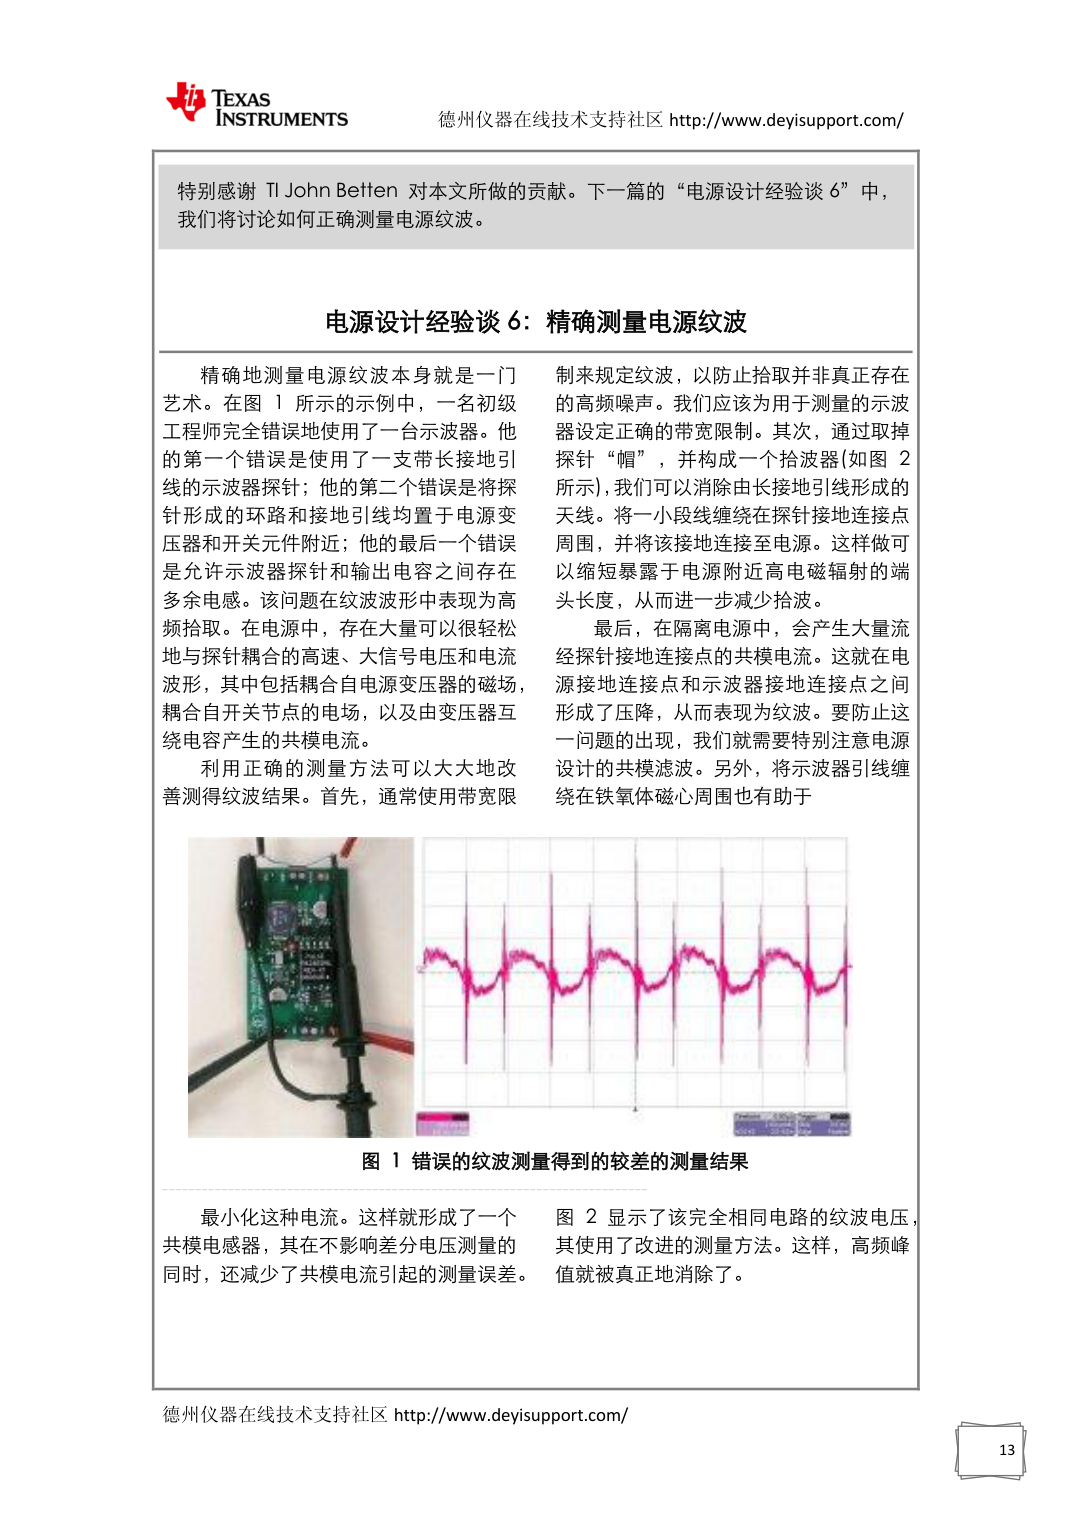 TEXAS
INSTRUMENTS
德州仪器在线技术支持社区 http://www.deyisupport.com/
特别感谢 TI John Betten 对本文所做的贡献。下一篇的“电源设计经验谈 6”中，
我们将讨论如何正确测量电源纹波。
电源设计经验谈 6：精确测量电源纹波
精确地测量电源纹波本身就是一门
艺术。在图 1 所示的示例中，一名初级
工程师完全错误地使用了一台示波器。他
的第一个错误是使用了一支带长接地引
线的示波器探针；他的第二个错误是将探
针形成的环路和接地引线均置于电源变
压器和开关元件附近；他的最后一个错误
是允许示波器探针和输出电容之间存在
多余电感。该问题在纹波波形中表现为高
频拾取。在电源中，存在大量可以很轻松
地与探针耦合的高速、大信号电压和电流
波形，其中包括耦合自电源变压器的磁场，
耦合自开关节点的电场，以及由变压器互
绕电容产生的共模电流。
利用正确的测量方法可以大大地改
善测得纹波结果。首先，通常使用带宽限
制来规定纹波，以防止拾取并非真正存在
的高频噪声。我们应该为用于测量的示波
器设定正确的带宽限制。其次，通过取掉
探针“帽”，并构成一个拾波器(如图 2
所示)，我们可以消除由长接地引线形成的
天线。将一小段线缠绕在探针接地连接点
周围，并将该接地连接至电源。这样做可
以缩短暴露于电源附近高电磁辐射的端
头长度，从而进一步减少拾波。
最后，在隔离电源中，会产生大量流
经探针接地连接点的共模电流。这就在电
源接地连接点和示波器接地连接点之间
形成了压降，从而表现为纹波。要防止这
一问题的出现，我们就需要特别注意电源
设计的共模滤波。另外，将示波器引线缠
绕在铁氧体磁心周围也有助于
图 1 错误的纹波测量得到的较差的测量结果
最小化这种电流。这样就形成了一个
共模电感器，其在不影响差分电压测量的
同时，还减少了共模电流引起的测量误差。
图 2 显示了该完全相同电路的纹波电压，
其使用了改进的测量方法。这样，高频峰
值就被真正地消除了。
德州仪器在线技术支持社区 http://www.deyisupport.com/
13